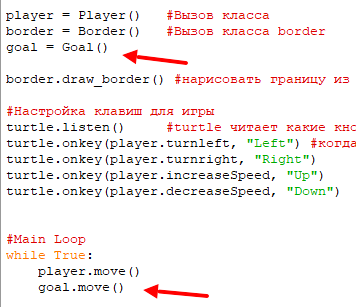 player = Player()   #Вызов класса
border = Border()   #Вызов класса border
goal = Goal()
border.draw_border() #нарисовать границу из
#Настройка клавиш для игры
turtle.listen()     #turtle читает какие кно
turtle.onkey(player.turnleft, "Left") #когда
turtle.onkey(player.turnright, "Right")
turtle.onkey(player.increaseSpeed, "Up")
turtle.onkey(player.decreaseSpeed, "Down")
#Main Loop
while True:
    player.move()
    goal.move()